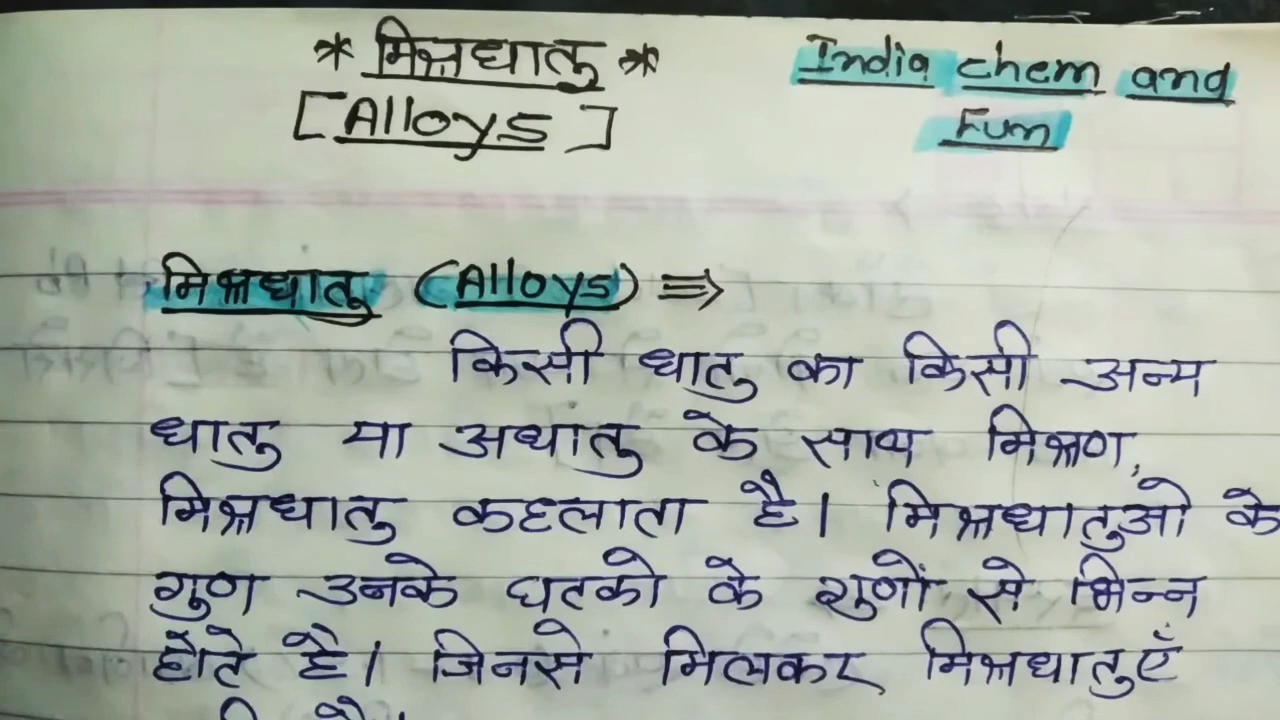 * मिश्रधातु *
[Alloys]
India chem and
Fun
मिश्रधातु (Alloys) ⇒
किसी धातु का किसी अन्य
धातु या अधातु के साथ मिश्रण,
मिश्रधातु कहलाता है। मिश्रधातुओ के
गुण उनके घटको के गुणों से भिन्न
होते है। जिनसे मिलकर मिश्रधातुएँ